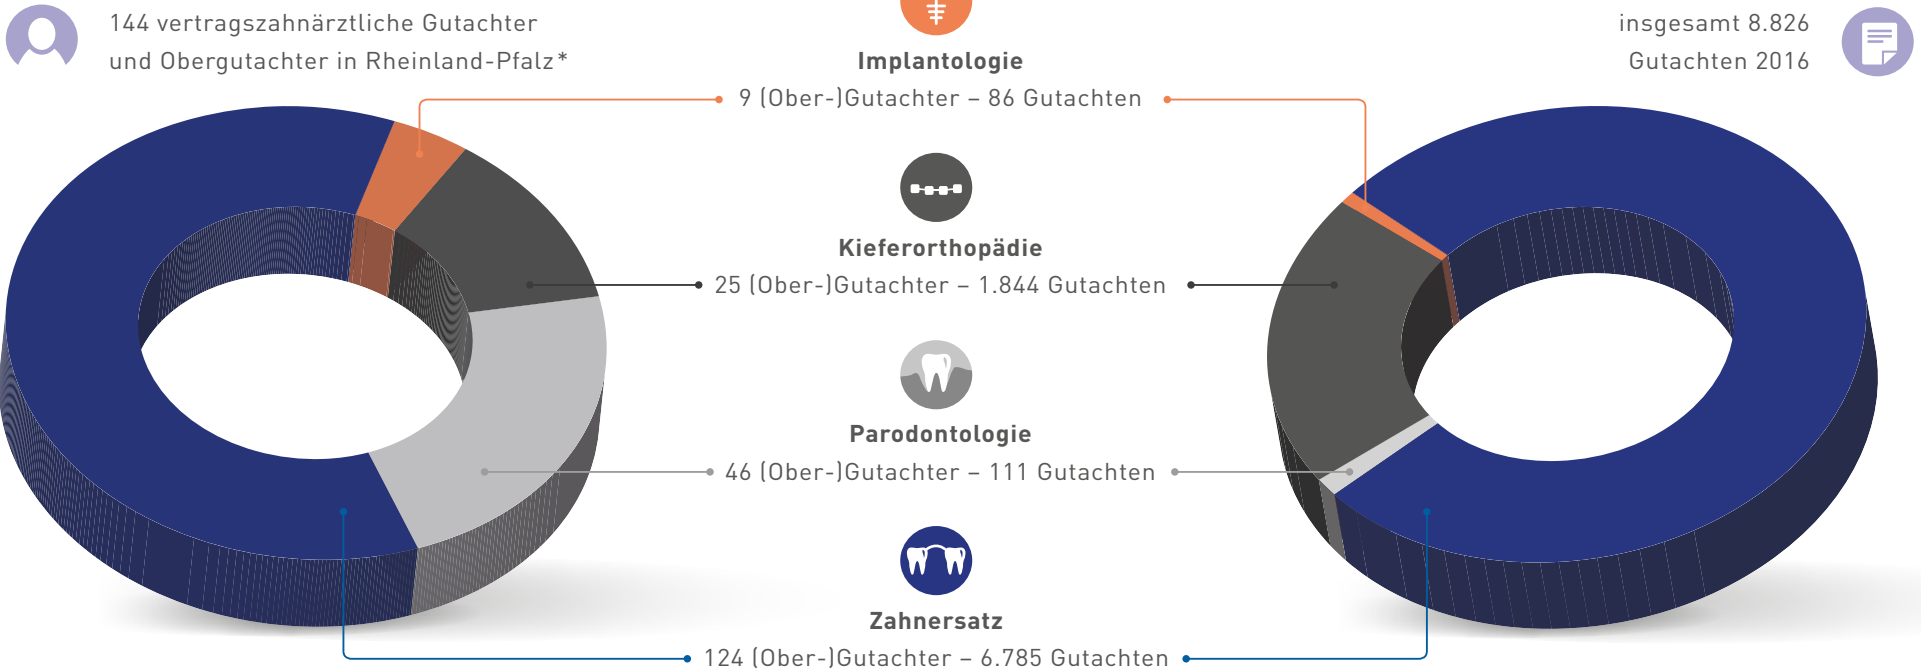 144 vertragszahnärztliche Gutachter
und Obergutachter in Rheinland-Pfalz*
insgesamt 8.826
Gutachten 2016
Implantologie
9 (Ober-)Gutachter – 86 Gutachten
Kieferorthopädie
25 (Ober-)Gutachter – 1.844 Gutachten
Parodontologie
46 (Ober-)Gutachter – 111 Gutachten
Zahnersatz
124 (Ober-)Gutachter – 6.785 Gutachten